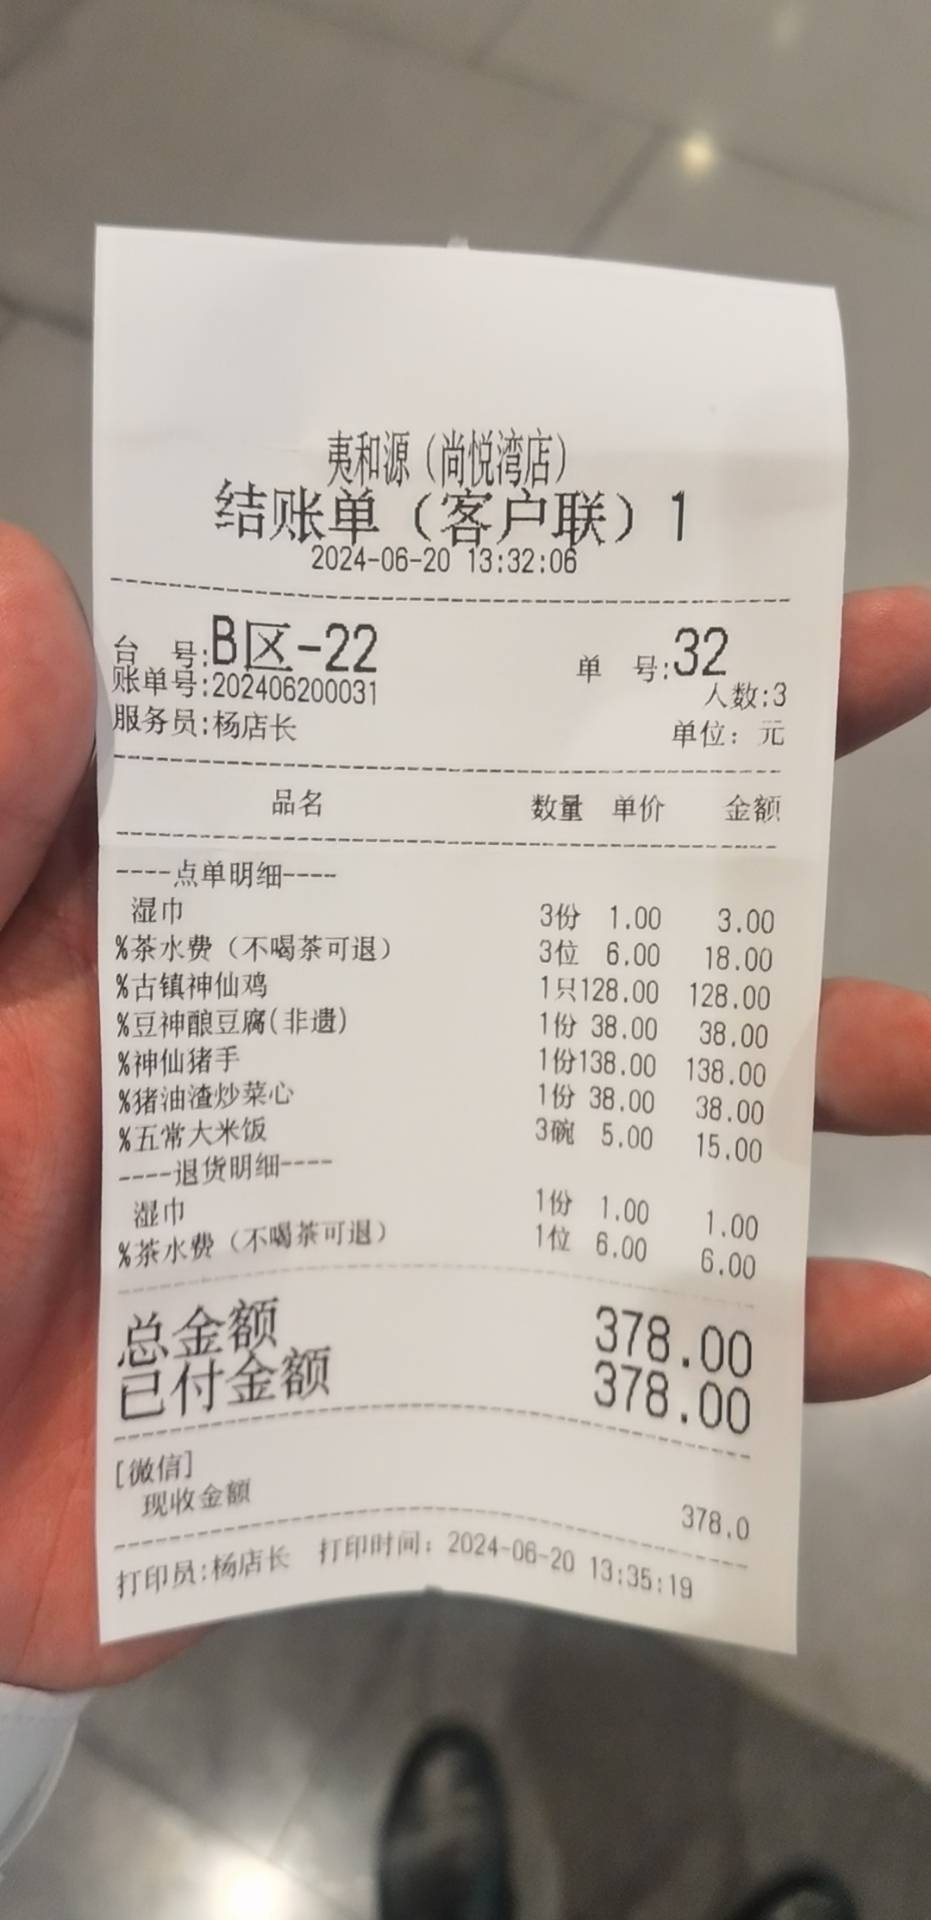 夷和源（尚悦湾店）
结账单（客户联）1
2024-06-20 13:32:06
台 号:B区-22 单 号:32
账单号:202406200031 人数:3
服务员:杨店长 单位：元
品名 数量 单价 金额
----点单明细----
湿巾 3份 1.00 3.00
%茶水费（不喝茶可退） 3位 6.00 18.00
%古镇神仙鸡 1只128.00 128.00
%豆神酿豆腐(非遗) 1份 38.00 38.00
%神仙猪手 1份138.00 138.00
%猪油渣炒菜心 1份 38.00 38.00
%五常大米饭 3碗 5.00 15.00
----退货明细----
湿巾 1份 1.00 1.00
%茶水费（不喝茶可退） 1位 6.00 6.00
总金额 378.00
已付金额 378.00
[微信]
现收金额 378.0
打印员:杨店长 打印时间：2024-06-20 13:35:19